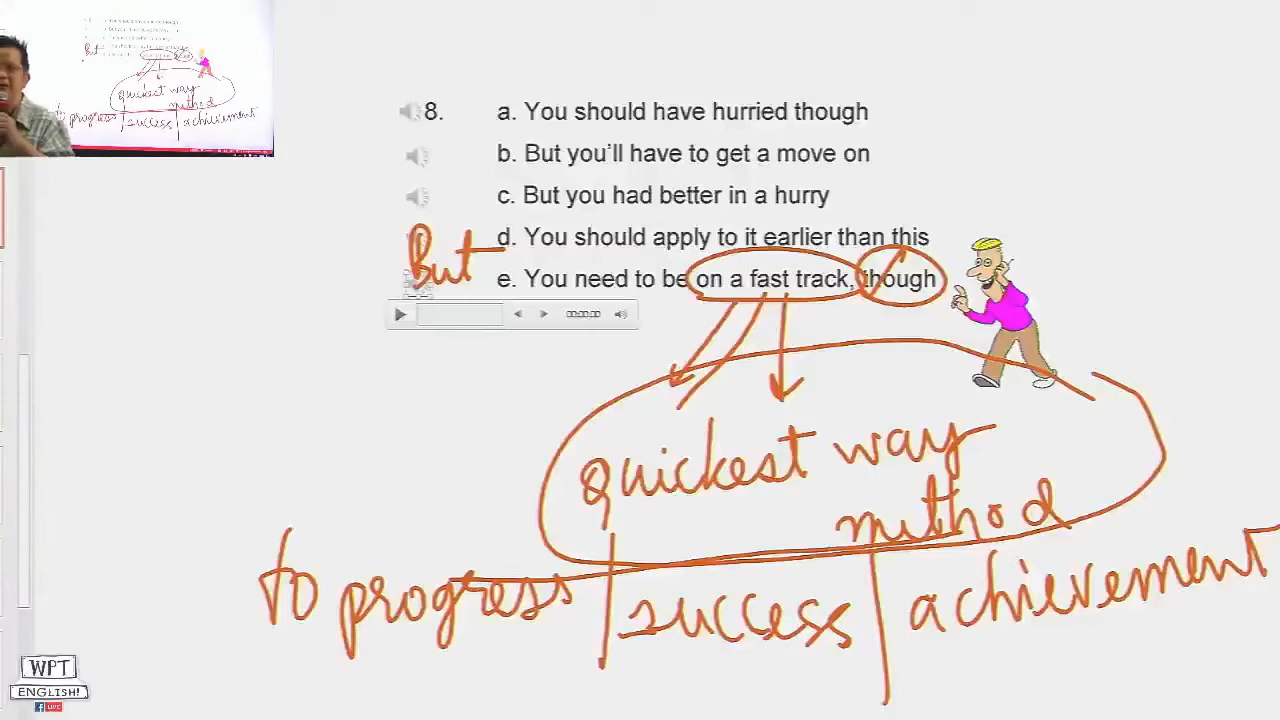 8. a. You should have hurried though
b. But you'll have to get a move on
c. But you had better in a hurry
d. You should apply to it earlier than this
But e. You need to be on a fast track, though
00:00:00
quickest way
method
to progress | success | achievement
WPT
ENGLISH!
LIVE